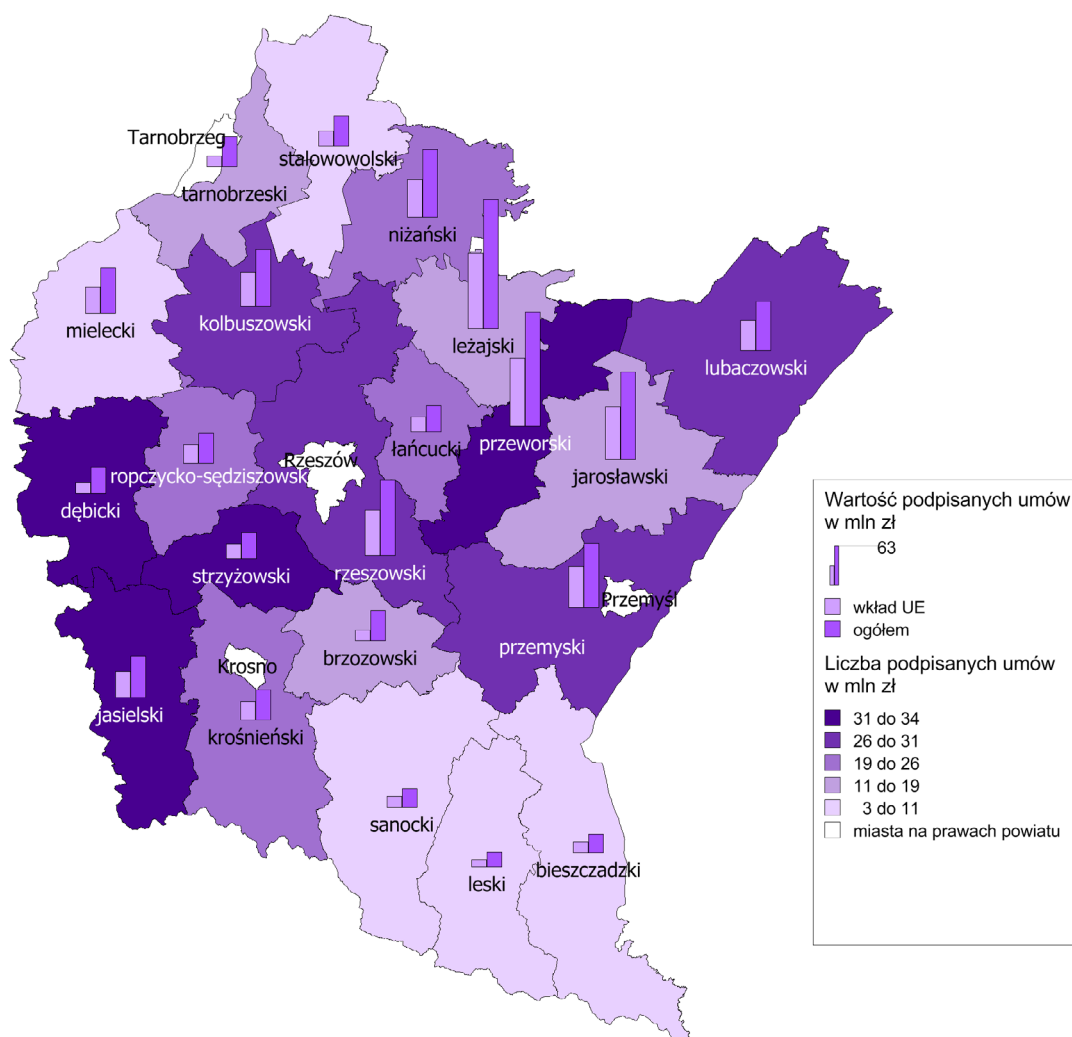 Tarnobrzeg
stalowowolski
tarnobrzeski
niżański
mielecki
kolbuszowski
leżajski
lubaczowski
łańcucki
przeworski
jarosławski
ropczycko-sędziszowsk
Rzeszów
dębicki
strzyżowski
rzeszowski
Przemyśl
przemyski
brzozowski
Krosno
jasielski
krośnieński
sanocki
leski
bieszczadzki
Wartość podpisanych umów
w mln zł
63
wkład UE
ogółem
Liczba podpisanych umów
w mln zł
31 do 34
26 do 31
19 do 26
11 do 19
3 do 11
miasta na prawach powiatu